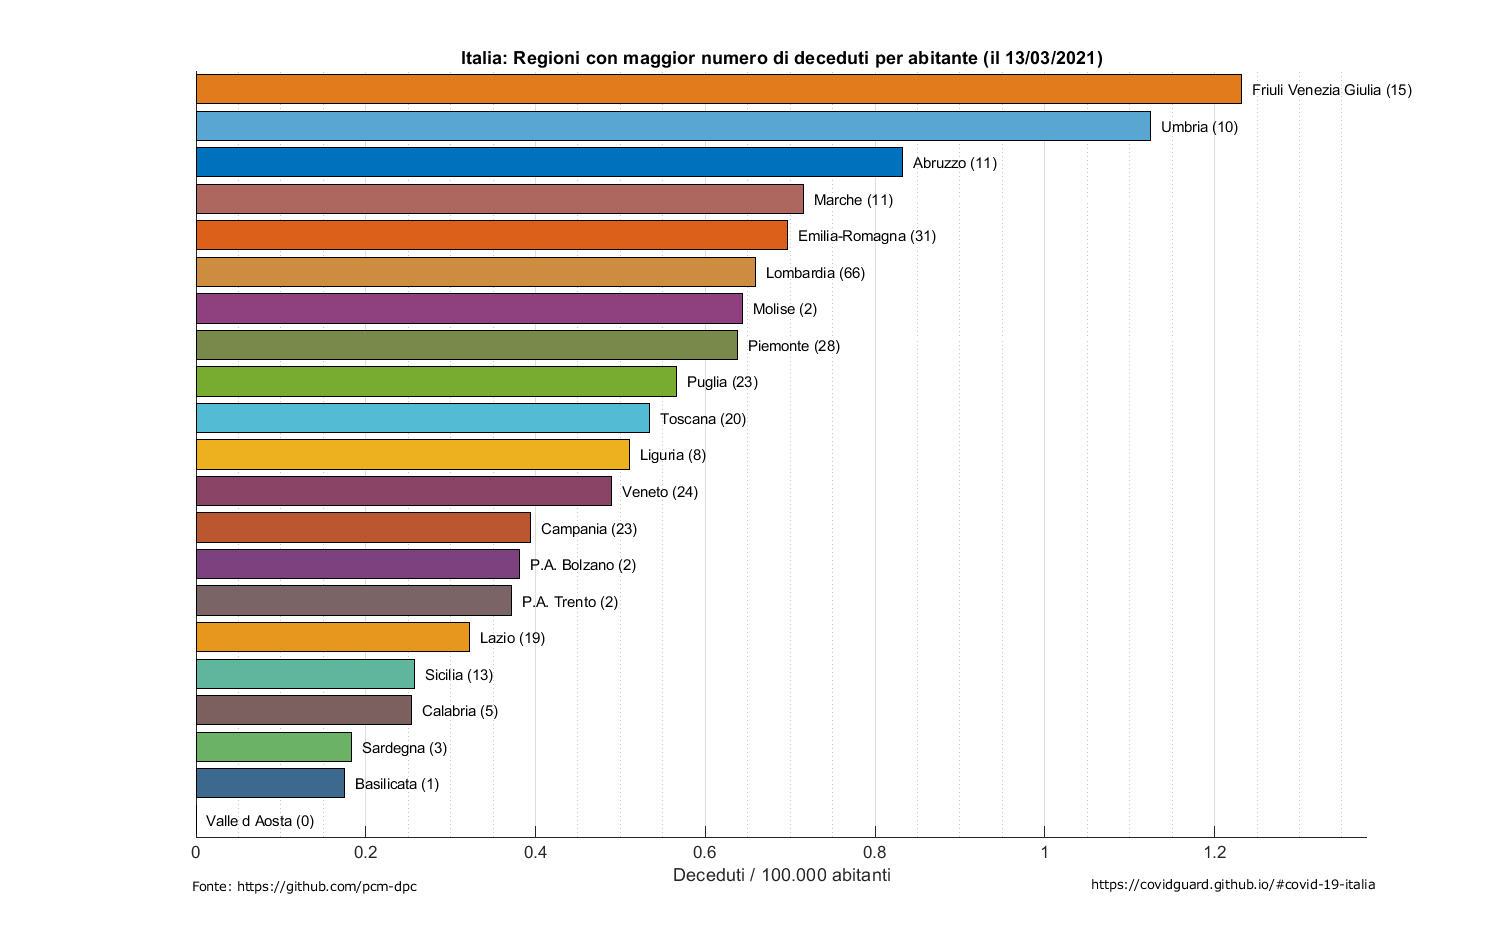 Italia: Regioni con maggior numero di deceduti per abitante (il 13/03/2021)
Friuli Venezia Giulia (15)
Umbria (10)
Abruzzo (11)
Marche (11)
Emilia-Romagna (31)
Lombardia (66)
Molise (2)
Piemonte (28)
Puglia (23)
Toscana (20)
Liguria (8)
Veneto (24)
Campania (23)
P.A. Bolzano (2)
P.A. Trento (2)
Lazio (19)
Sicilia (13)
Calabria (5)
Sardegna (3)
Basilicata (1)
Valle d Aosta (0)
0 0.2 0.4 0.6 0.8 1 1.2
Deceduti / 100.000 abitanti
Fonte: https://github.com/pcm-dpc
https://covidguard.github.io/#covid-19-italia